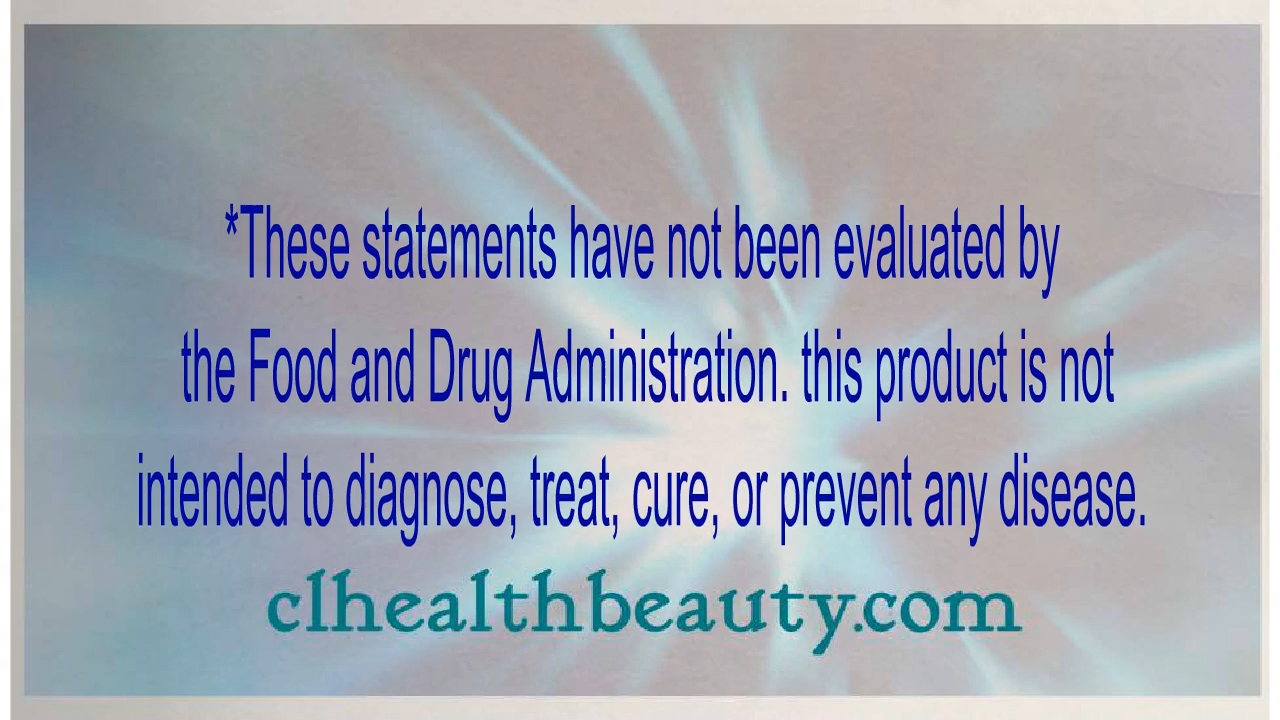 *These statements have not been evaluated by
the Food and Drug Administration. this product is not
intended to diagnose, treat, cure, or prevent any disease.
clhealthbeauty.com